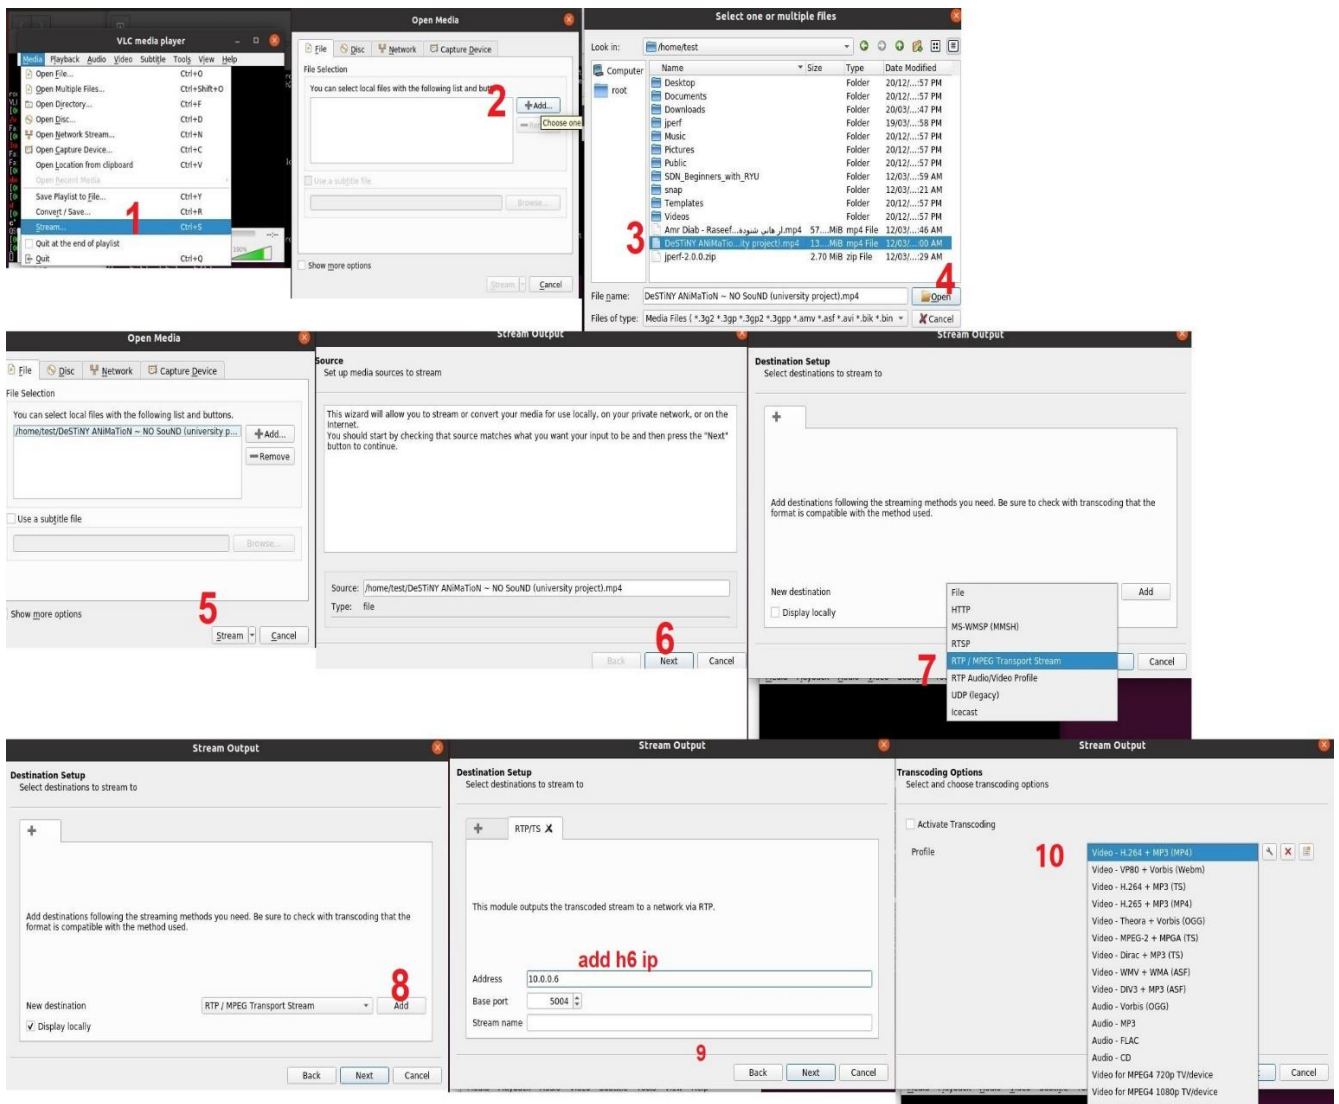 VLC media player
Media Playback Audio Video Subtitle Tools View Help
Open File... Ctrl+O
Open Multiple Files... Ctrl+Shift+O
Open Directory... Ctrl+F
Open Disc... Ctrl+D
Open Network Stream... Ctrl+N
Open Capture Device... Ctrl+C
Open Location from clipboard Ctrl+V
Open Recent Media
Save Playlist to File... Ctrl+Y
Convert / Save... Ctrl+R
Stream... Ctrl+S
Quit at the end of playlist
Quit Ctrl+Q
1
Open Media
File Disc Network Capture Device
File Selection
You can select local files with the following list and
2
Add...
Choose one
Use a subtitle file
Browse...
Show more options
Stream Cancel
Select one or multiple files
Look in: /home/test
Computer
root
Name Size Type Date Modified
Desktop Folder 20/12/...:57 PM
Documents Folder 20/12/...:57 PM
Downloads Folder 20/03/...:47 PM
jperf Folder 19/03/...:58 PM
Music Folder 20/12/...:57 PM
Pictures Folder 20/12/...:57 PM
Public Folder 20/12/...:57 PM
SDN_Beginners_with_RYU Folder 12/03/...:59 AM
snap Folder 12/03/...:21 AM
Templates Folder 20/12/...:57 PM
Videos Folder 20/12/...:57 PM
Amr Diab - Raseef...ار هاني شنودة.mp4 57....MiB mp4 File 12/03/...:46 AM
DeSTiNY ANiMaTio...ity project).mp4 13....MiB mp4 File 12/03/...:00 AM
jperf-2.0.0.zip 2.70 MiB zip File 12/03/...:29 AM
3
4
File name: DeSTiNY ANiMaTioN ~ NO SouND (university project).mp4 Open
Files of type: Media Files ( *.3g2 *.3gp *.3gp2 *.3gpp *.amv *.asf *.avi *.bik *.bin Cancel
Open Media
File Disc Network Capture Device
File Selection
You can select local files with the following list and buttons.
/home/test/DeSTiNY ANiMaTioN ~ NO SouND (university p... Add...
Remove
Use a subtitle file
Browse...
Show more options
5
Stream Cancel
Stream Output
Source
Set up media sources to stream
This wizard will allow you to stream or convert your media for use locally, on your private network, or on the
Internet.
You should start by checking that source matches what you want your input to be and then press the "Next"
button to continue.
Source: /home/test/DeSTiNY ANiMaTioN ~ NO SouND (university project).mp4
Type: file
6
Back Next Cancel
Stream Output
Destination Setup
Select destinations to stream to
Add destinations following the streaming methods you need. Be sure to check with transcoding that the
format is compatible with the method used.
New destination
Display locally
File
HTTP
MS-WMSP (MMSH)
RTSP
RTP / MPEG Transport Stream
RTP Audio/Video Profile
UDP (legacy)
Icecast
Add
7
Cancel
Stream Output
Destination Setup
Select destinations to stream to
Add destinations following the streaming methods you need. Be sure to check with transcoding that the
format is compatible with the method used.
8
New destination RTP / MPEG Transport Stream Add
Display locally
Back Next Cancel
Stream Output
Destination Setup
Select destinations to stream to
RTP/TS
This module outputs the transcoded stream to a network via RTP.
add h6 ip
Address 10.0.0.6
Base port 5004
Stream name
9
Back Next Cancel
Stream Output
Transcoding Options
Select and choose transcoding options
Activate Transcoding
Profile
10
Video - H.264 + MP3 (MP4)
Video - VP80 + Vorbis (Webm)
Video - H.264 + MP3 (TS)
Video - H.265 + MP3 (MP4)
Video - Theora + Vorbis (OGG)
Video - MPEG-2 + MPGA (TS)
Video - Dirac + MP3 (TS)
Video - WMV + WMA (ASF)
Video - DIV3 + MP3 (ASF)
Audio - Vorbis (OGG)
Audio - MP3
Audio - FLAC
Audio - CD
Video for MPEG4 720p TV/device
Video for MPEG4 1080p TV/device
Cancel